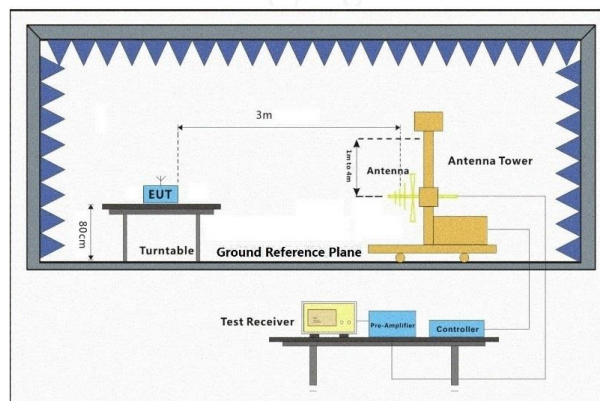 3m
1m to 4m
Antenna
Antenna Tower
EUT
80cm
Turntable
Ground Reference Plane
Test Receiver
Pre-Amplifier
Controller